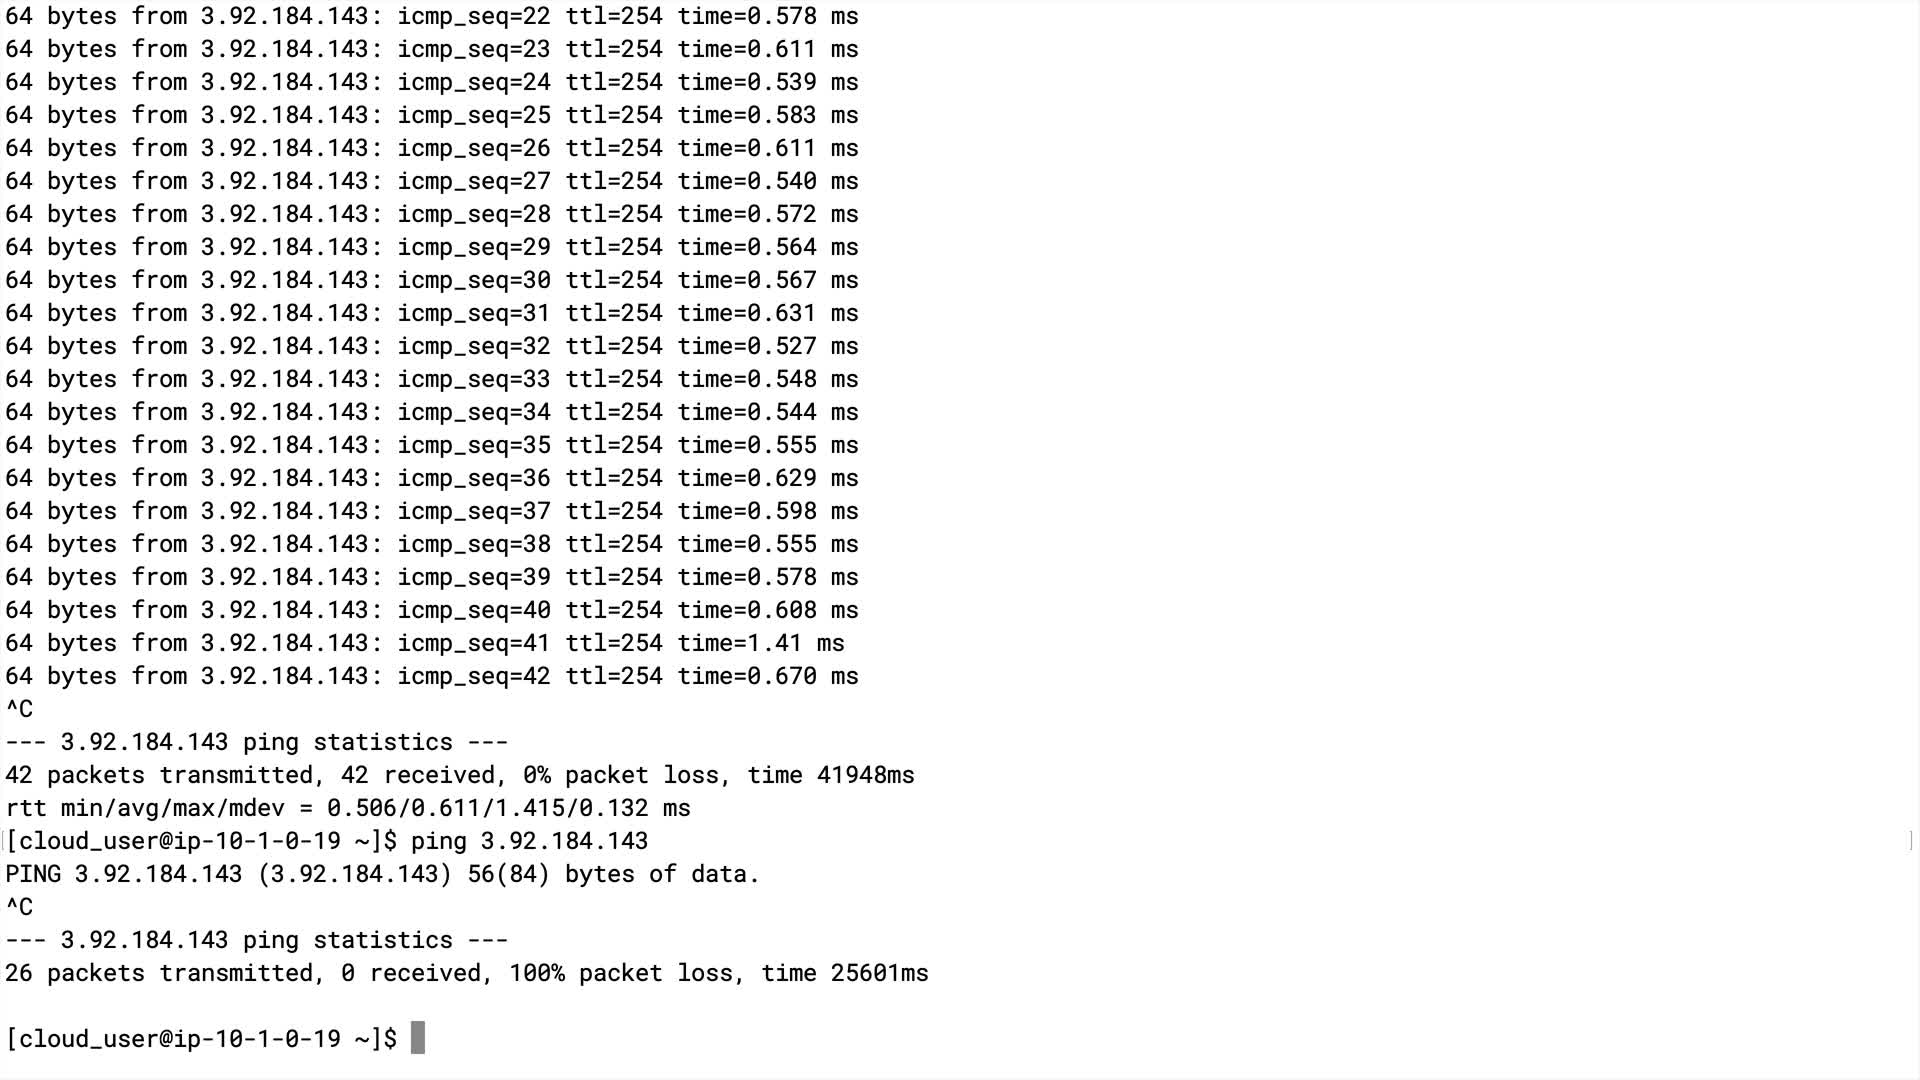 64 bytes from 3.92.184.143: icmp_seq=22 ttl=254 time=0.578 ms
64 bytes from 3.92.184.143: icmp_seq=23 ttl=254 time=0.611 ms
64 bytes from 3.92.184.143: icmp_seq=24 ttl=254 time=0.539 ms
64 bytes from 3.92.184.143: icmp_seq=25 ttl=254 time=0.583 ms
64 bytes from 3.92.184.143: icmp_seq=26 ttl=254 time=0.611 ms
64 bytes from 3.92.184.143: icmp_seq=27 ttl=254 time=0.540 ms
64 bytes from 3.92.184.143: icmp_seq=28 ttl=254 time=0.572 ms
64 bytes from 3.92.184.143: icmp_seq=29 ttl=254 time=0.564 ms
64 bytes from 3.92.184.143: icmp_seq=30 ttl=254 time=0.567 ms
64 bytes from 3.92.184.143: icmp_seq=31 ttl=254 time=0.631 ms
64 bytes from 3.92.184.143: icmp_seq=32 ttl=254 time=0.527 ms
64 bytes from 3.92.184.143: icmp_seq=33 ttl=254 time=0.548 ms
64 bytes from 3.92.184.143: icmp_seq=34 ttl=254 time=0.544 ms
64 bytes from 3.92.184.143: icmp_seq=35 ttl=254 time=0.555 ms
64 bytes from 3.92.184.143: icmp_seq=36 ttl=254 time=0.629 ms
64 bytes from 3.92.184.143: icmp_seq=37 ttl=254 time=0.598 ms
64 bytes from 3.92.184.143: icmp_seq=38 ttl=254 time=0.555 ms
64 bytes from 3.92.184.143: icmp_seq=39 ttl=254 time=0.578 ms
64 bytes from 3.92.184.143: icmp_seq=40 ttl=254 time=0.608 ms
64 bytes from 3.92.184.143: icmp_seq=41 ttl=254 time=1.41 ms
64 bytes from 3.92.184.143: icmp_seq=42 ttl=254 time=0.670 ms
^C
--- 3.92.184.143 ping statistics ---
42 packets transmitted, 42 received, 0% packet loss, time 41948ms
rtt min/avg/max/mdev = 0.506/0.611/1.415/0.132 ms
[cloud_user@ip-10-1-0-19 ~]$ ping 3.92.184.143
PING 3.92.184.143 (3.92.184.143) 56(84) bytes of data.
^C
--- 3.92.184.143 ping statistics ---
26 packets transmitted, 0 received, 100% packet loss, time 25601ms
[cloud_user@ip-10-1-0-19 ~]$